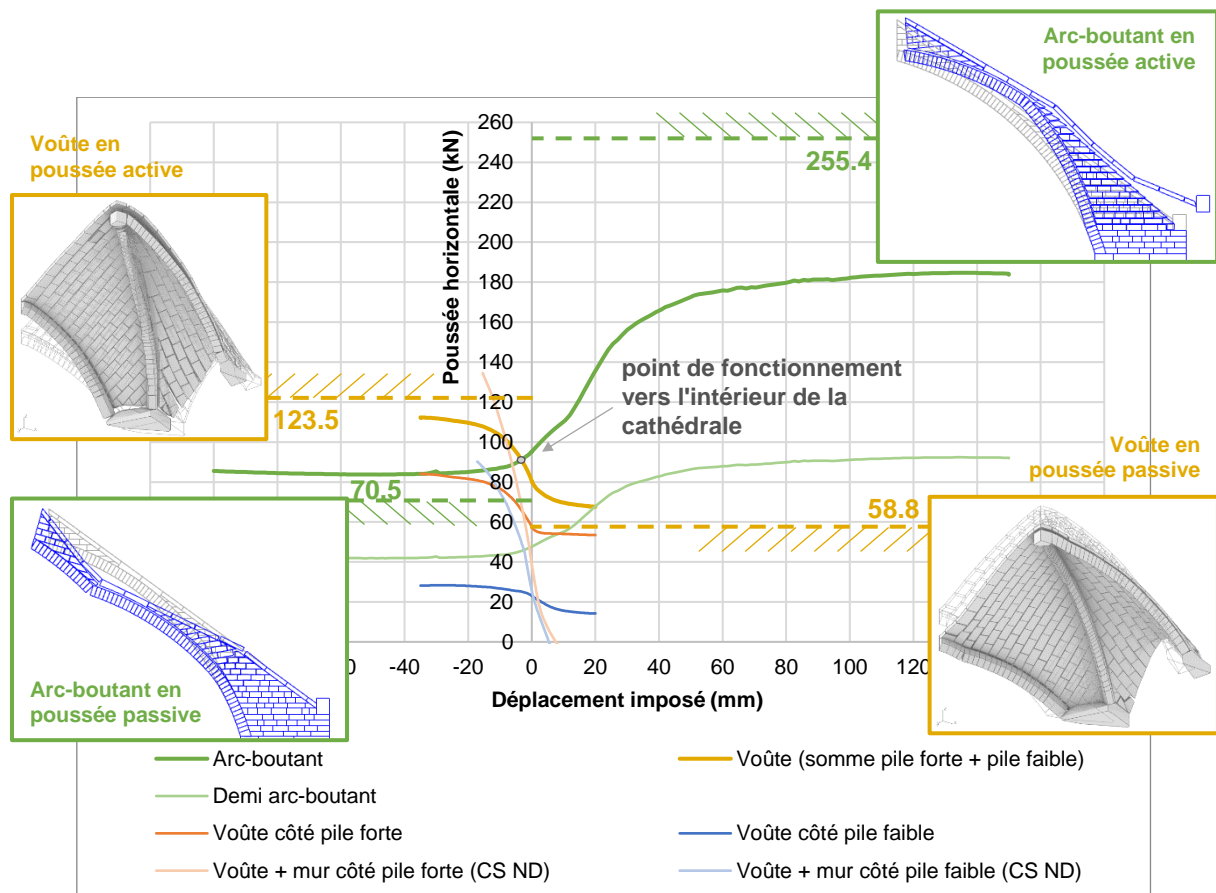 Arc-boutant en
poussée active
Voûte en
poussée active
260
240
220
200
180
160
140
120
100
80
60
40
20
0
Poussée horizontale (kN)
255.4
point de fonctionnement
vers l'intérieur de la
cathédrale
123.5
70.5
58.8
Voûte en
poussée passive
Arc-boutant en
poussée passive
-40
-20
0
20
40
60
80
100
Déplacement imposé (mm)
Arc-boutant
Voûte (somme pile forte + pile faible)
Demi arc-boutant
Voûte côté pile forte
Voûte côté pile faible
Voûte + mur côté pile forte (CS ND)
Voûte + mur côté pile faible (CS ND)